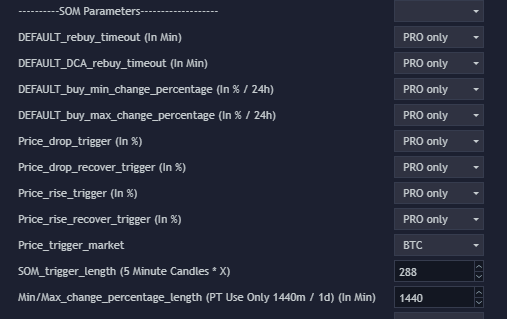 ----------SOM Parameters-------------------
DEFAULT_rebuy_timeout (In Min) PRO only
DEFAULT_DCA_rebuy_timeout (In Min) PRO only
DEFAULT_buy_min_change_percentage (In % / 24h) PRO only
DEFAULT_buy_max_change_percentage (In % / 24h) PRO only
Price_drop_trigger (In %) PRO only
Price_drop_recover_trigger (In %) PRO only
Price_rise_trigger (In %) PRO only
Price_rise_recover_trigger (In %) PRO only
Price_trigger_market BTC
SOM_trigger_length (5 Minute Candles * X) 288
Min/Max_change_percentage_length (PT Use Only 1440m / 1d) (In Min) 1440